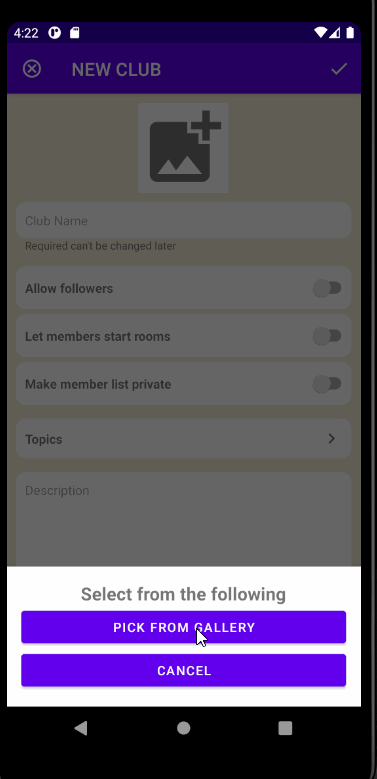 4:22
NEW CLUB
Club Name
Required can't be changed later
Allow followers
Let members start rooms
Make member list private
Topics
Description
Select from the following
PICK FROM GALLERY
CANCEL